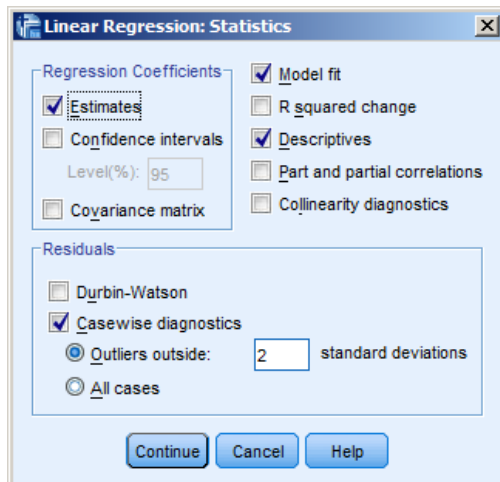 Linear Regression: Statistics
Regression Coefficients
Estimates
Confidence intervals
Level(%): 95
Covariance matrix
Model fit
R squared change
Descriptives
Part and partial correlations
Collinearity diagnostics
Residuals
Durbin-Watson
Casewise diagnostics
Outliers outside: 2 standard deviations
All cases
Continue Cancel Help